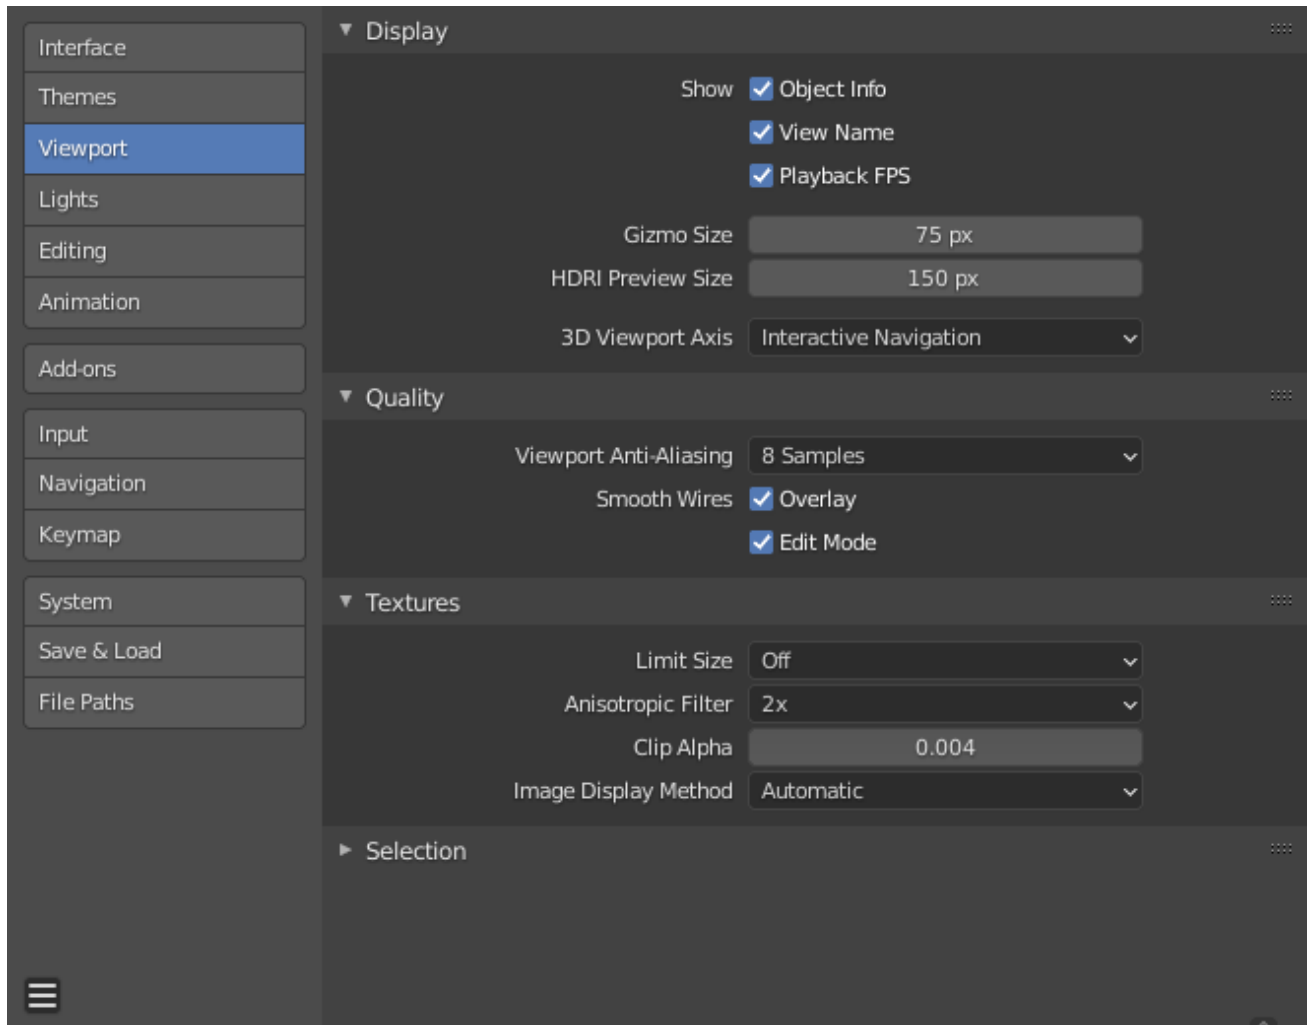 Interface
Themes
Viewport
Lights
Editing
Animation
Add-ons
Input
Navigation
Keymap
System
Save & Load
File Paths
Display
Show Object Info
View Name
Playback FPS
Gizmo Size 75 px
HDRI Preview Size 150 px
3D Viewport Axis Interactive Navigation
Quality
Viewport Anti-Aliasing 8 Samples
Smooth Wires Overlay
Edit Mode
Textures
Limit Size Off
Anisotropic Filter 2x
Clip Alpha 0.004
Image Display Method Automatic
Selection